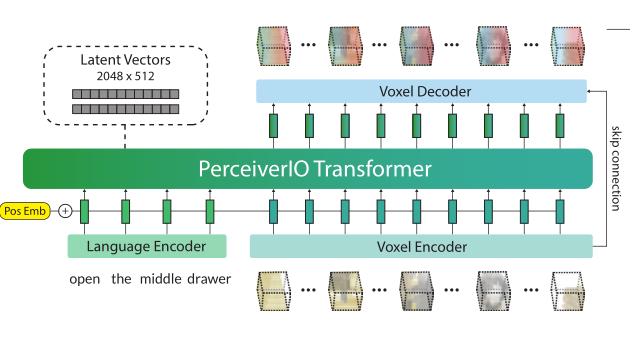 Latent Vectors
2048 x 512
Voxel Decoder
PerceiverIO Transformer
skip connection
Pos Emb
+
Language Encoder
Voxel Encoder
open the middle drawer